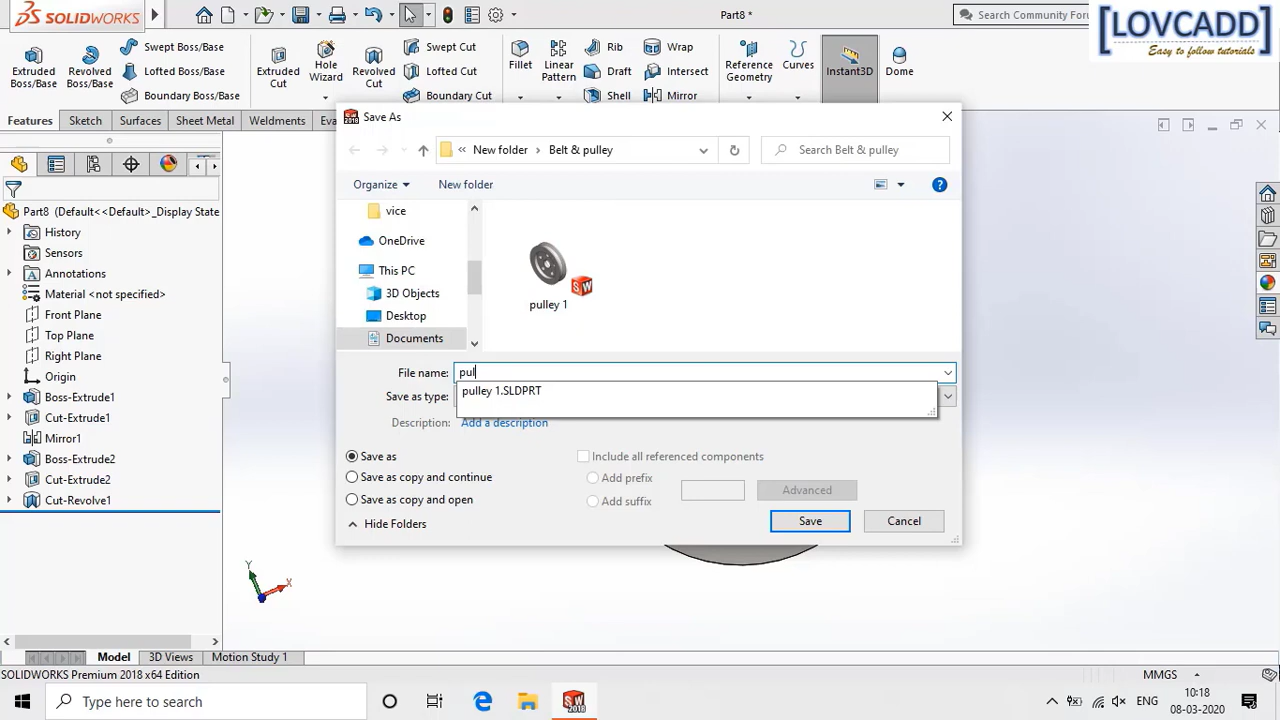 SOLIDWORKS
Part8 *
Search Community Foru
[LOVCADD]
Easy to follow tutorials
Extruded Boss/Base
Revolved Boss/Base
Swept Boss/Base
Lofted Boss/Base
Boundary Boss/Base
Extruded Cut
Hole Wizard
Revolved Cut
Swept Cut
Lofted Cut
Boundary Cut
Fillet
Linear Pattern
Rib
Draft
Shell
Wrap
Intersect
Mirror
Reference Geometry
Curves
Instant3D
Dome
Features
Sketch
Surfaces
Sheet Metal
Weldments
Eva
Part8 (Default<<Default>_Display State
History
Sensors
Annotations
Material <not specified>
Front Plane
Top Plane
Right Plane
Origin
Boss-Extrude1
Cut-Extrude1
Mirror1
Boss-Extrude2
Cut-Extrude2
Cut-Revolve1
Save As
« New folder › Belt & pulley
Search Belt & pulley
Organize
New folder
vice
OneDrive
This PC
3D Objects
Desktop
Documents
pulley 1
SW
File name: pul
pulley 1.SLDPRT
Save as type:
Description: Add a description
Save as
Save as copy and continue
Save as copy and open
Include all referenced components
Add prefix
Add suffix
Advanced
Hide Folders
Save
Cancel
Y
X
Model
3D Views
Motion Study 1
SOLIDWORKS Premium 2018 x64 Edition
MMGS
Type here to search
SW
2018
ENG
10:18
08-03-2020